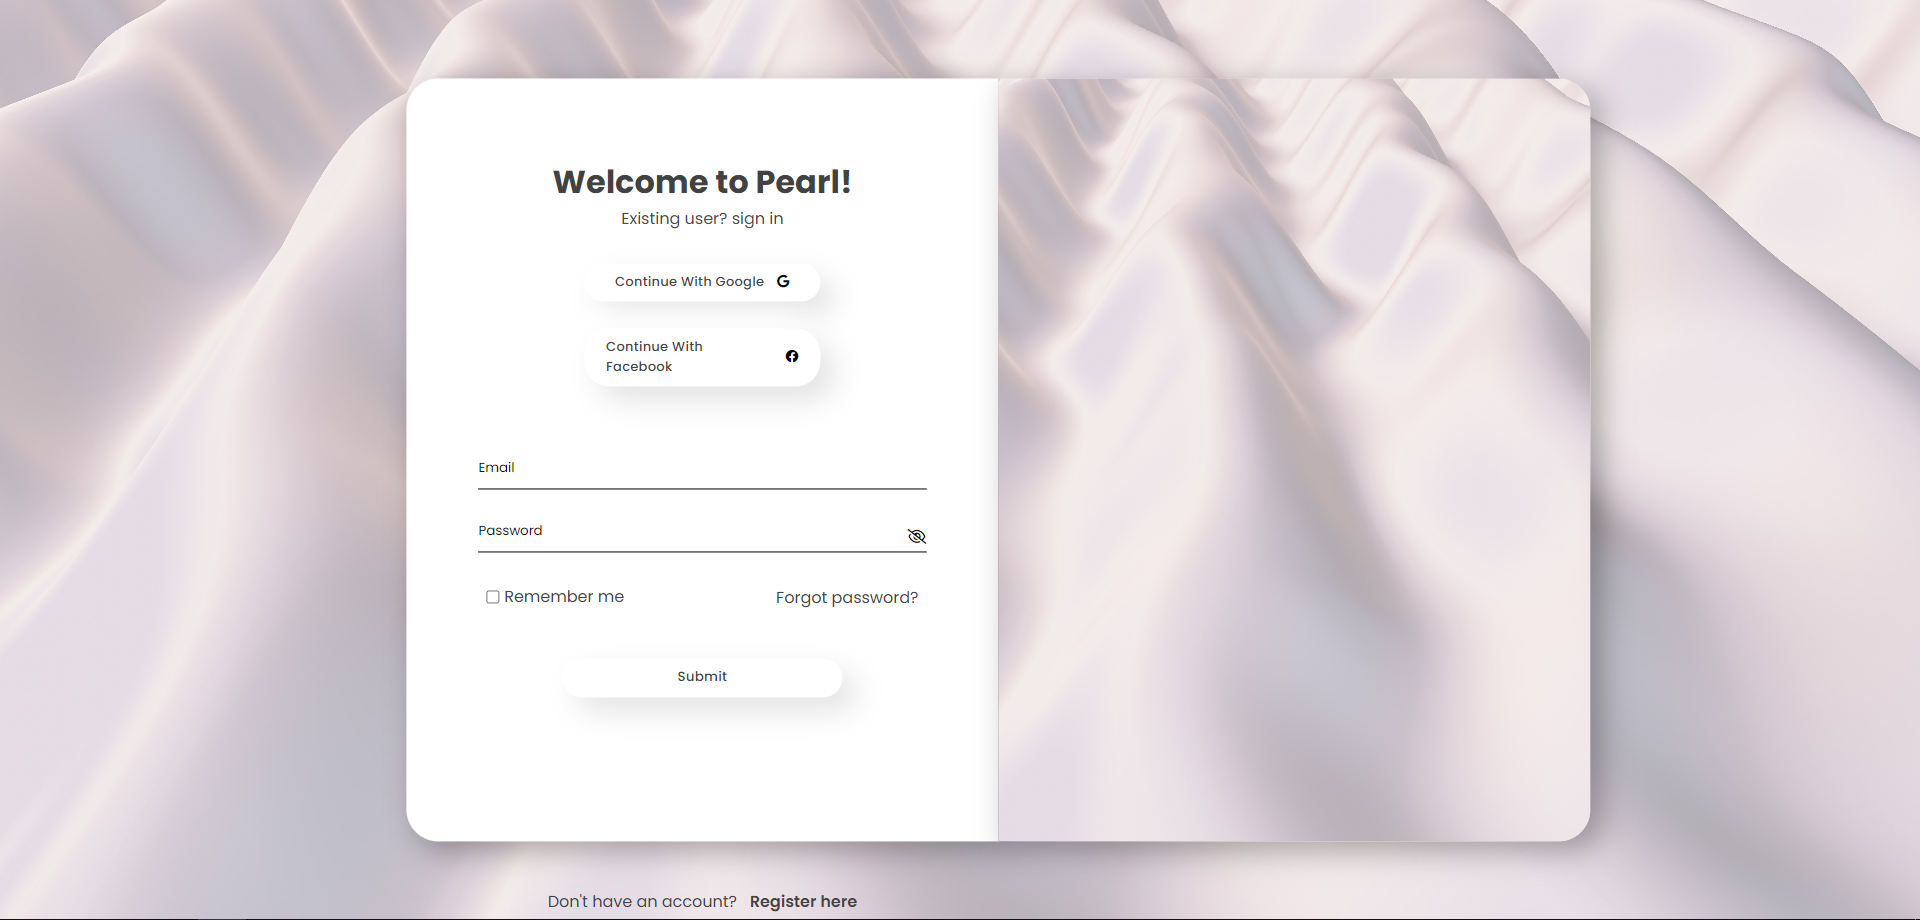 Welcome to Pearl!
Existing user? sign in
Continue With Google
Continue With
Facebook
Email
Password
Remember me
Forgot password?
Submit
Don't have an account? Register here